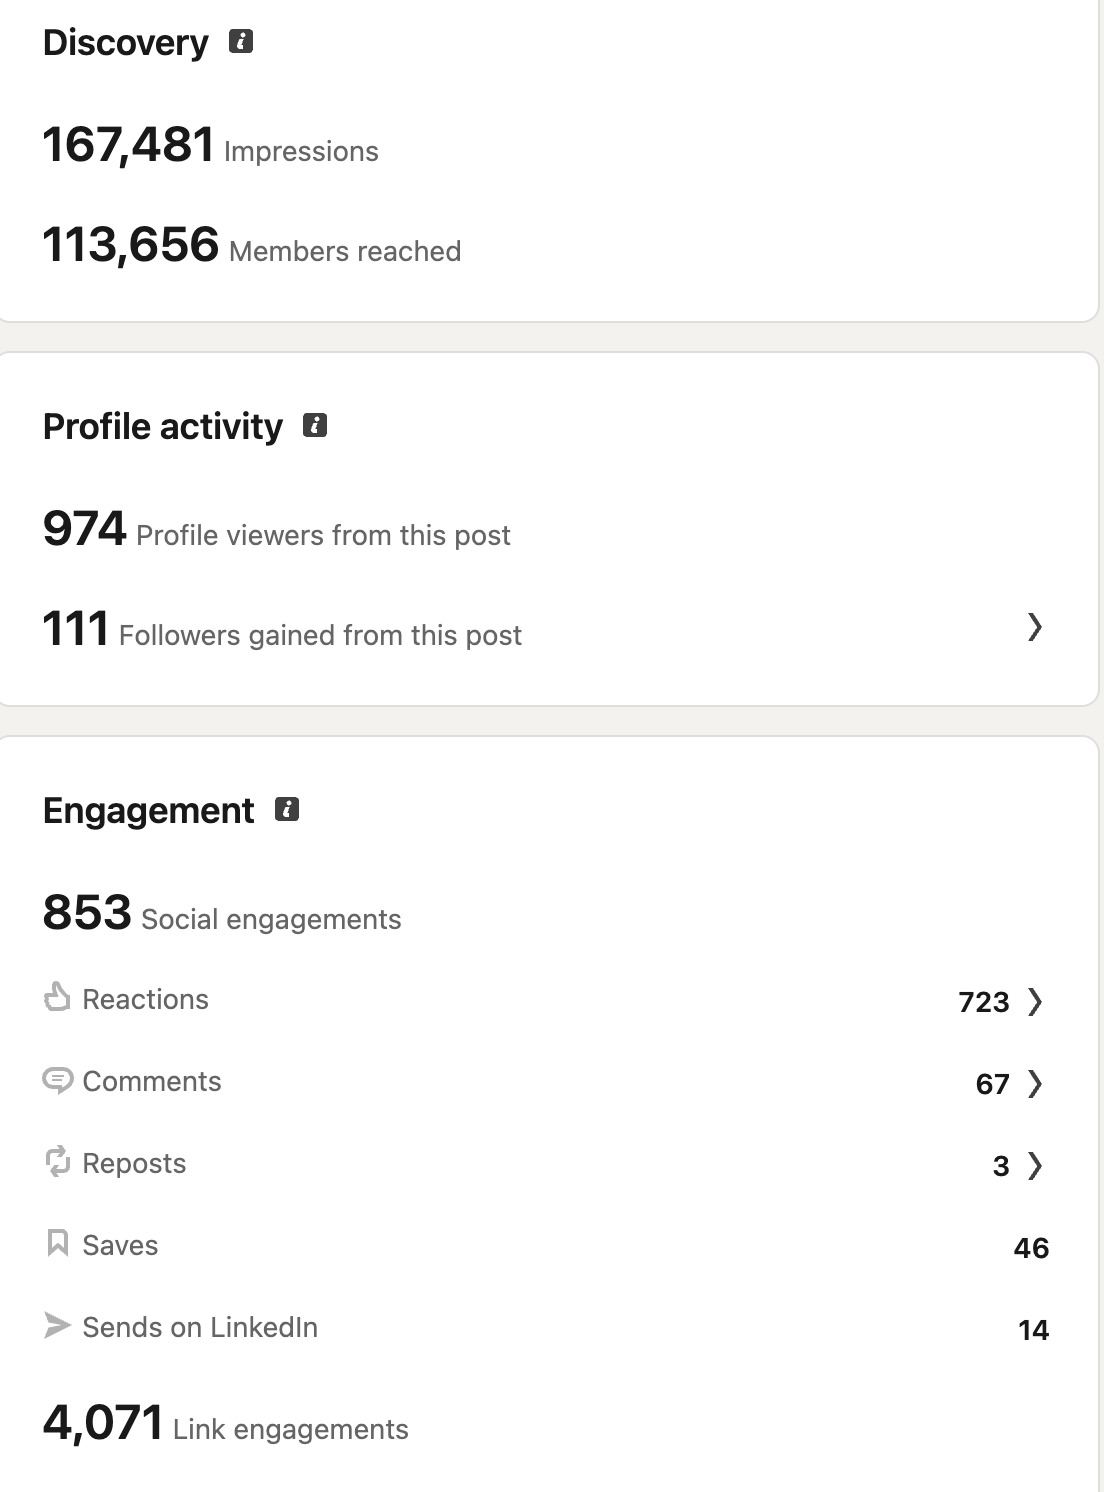 Discovery
167,481 Impressions
113,656 Members reached
Profile activity
974 Profile viewers from this post
111 Followers gained from this post
Engagement
853 Social engagements
Reactions 723
Comments 67
Reposts 3
Saves 46
Sends on LinkedIn 14
4,071 Link engagements